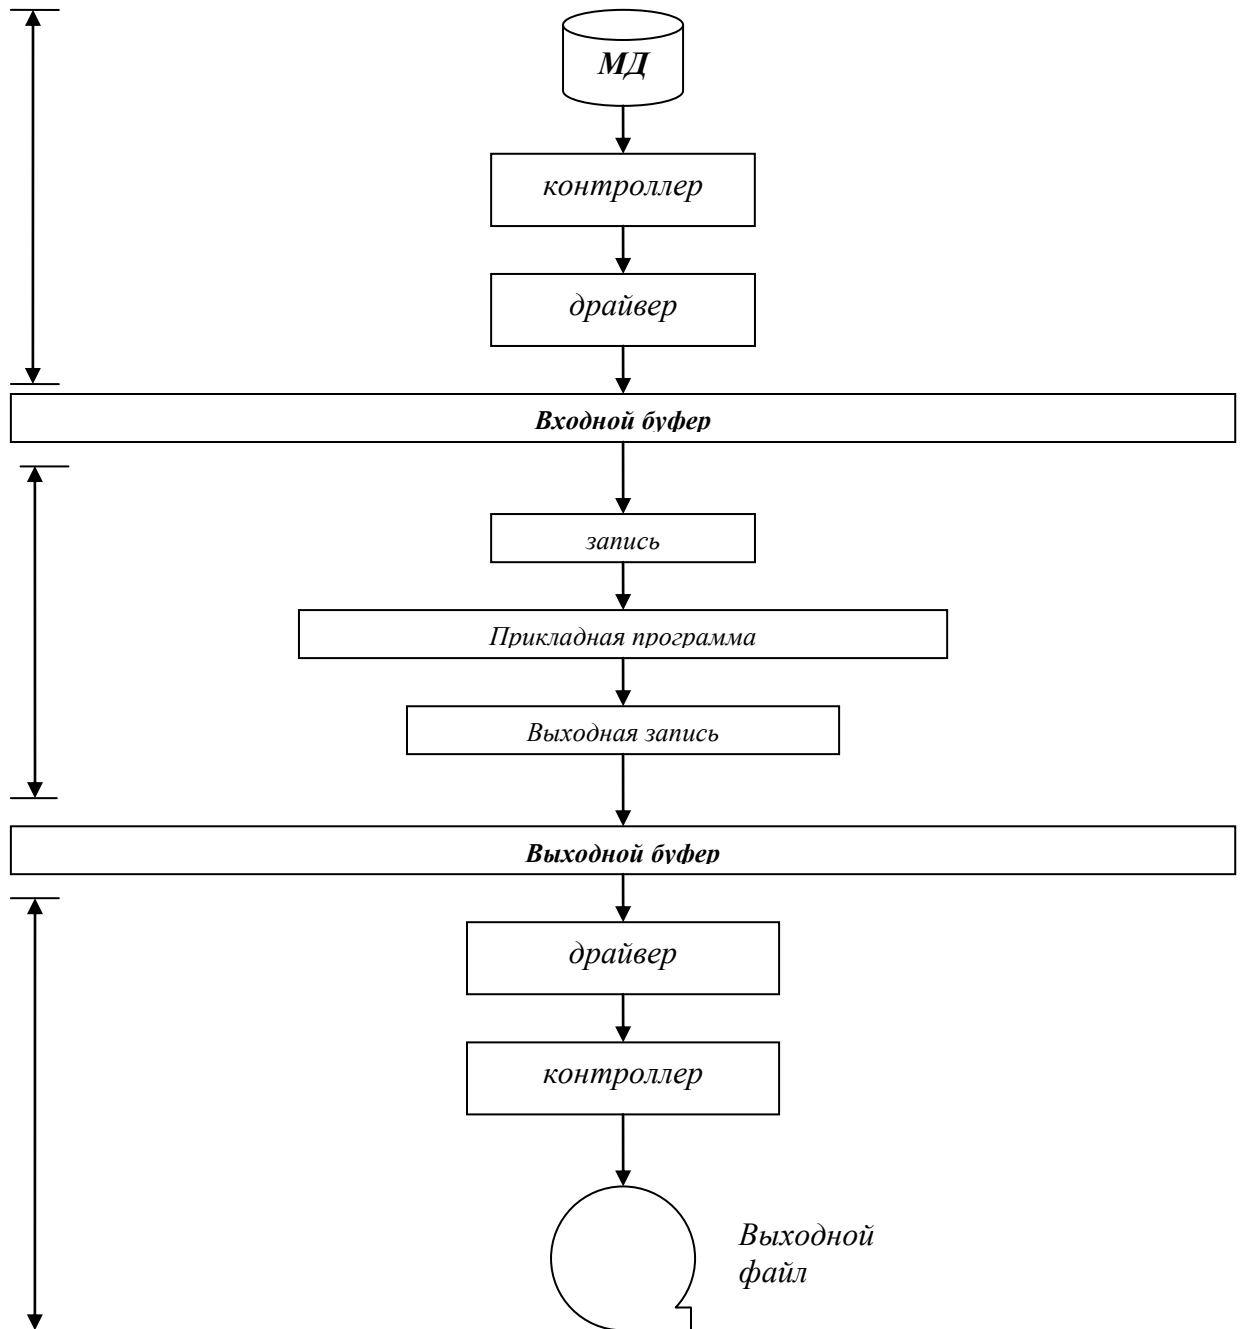 МД
контроллер
драйвер
Входной буфер
запись
Прикладная программа
Выходная запись
Выходной буфер
драйвер
контроллер
Выходной
файл